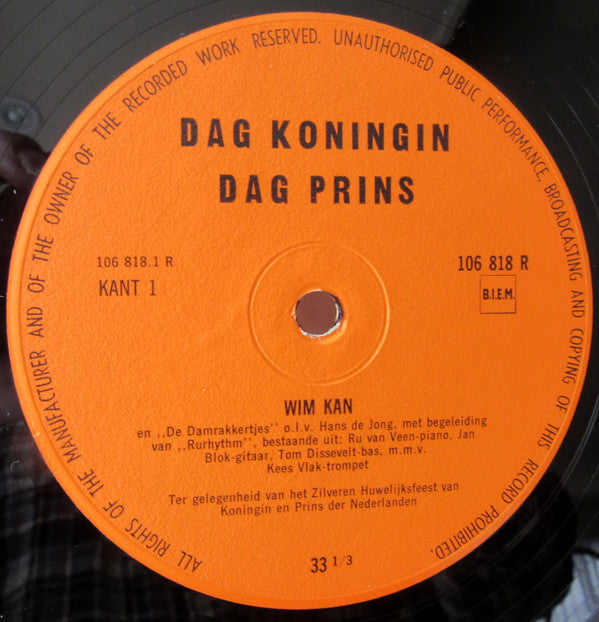 ALL RIGHTS OF THE MANUFACTURER AND OF THE OWNER OF THE RECORDED WORK RESERVED. UNAUTHORISED PUBLIC PERFORMANCE, BROADCASTING AND COPYING OF THIS RECORD PROHIBITED.
DAG KONINGIN
DAG PRINS
106 818.1 R
KANT 1
106 818 R
B.I.E.M.
WIM KAN
en ,,De Damrakkertjes'' o.l.v. Hans de Jong, met begeleiding
van ,,Rurhythm'', bestaande uit: Ru van Veen-piano, Jan
Blok-gitaar, Tom Dissevelt-bas, m.m.v.
Kees Vlak-trompet
Ter gelegenheid van het Zilveren Huwelijksfeest van
Koningin en Prins der Nederlanden
33 1/3